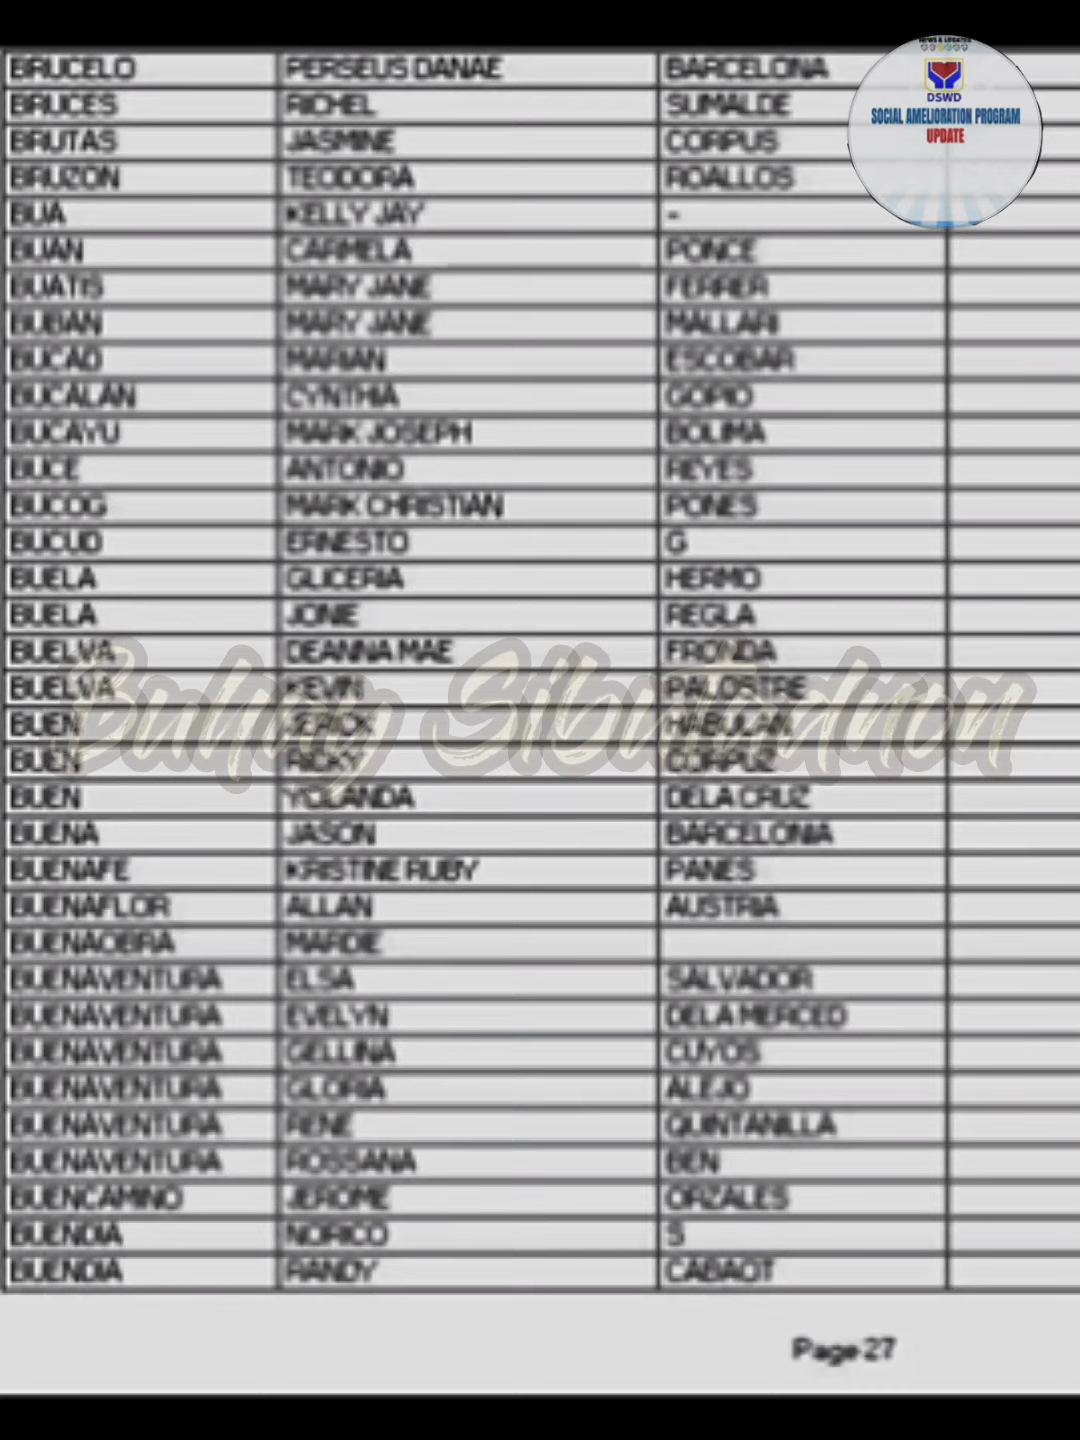 NEWS & UPDATES
DSWD
SOCIAL AMELIORATION PROGRAM
UPDATE
BRUCELO PERSEUS DANAE BARCELONA
BRUCES RICHEL SUMALDE
BRUTAS JASMINE CORPUS
BRUZON TEODORA ROALLOS
BUA KELLY JAY -
BUAN CARMELA PONCE
BUATIS MARY JANE FERRER
BUBAN MARY JANE MALLARI
BUCAD MARIAN ESCOBAR
BUCALAN CYNTHIA GOPIO
BUCAYU MARK JOSEPH BOLIMA
BUCE ANTONIO REYES
BUCOG MARK CHRISTIAN PONES
BUCUD ERNESTO G
BUELA GLICERIA HERMO
BUELA JONIE REGLA
BUELVA DEANNA MAE FRONDA
BUELVA KEVIN PALOSTRE
BUEN JERICK HABULAN
BUEN RICKY CORPUZ
BUEN YOLANDA DELA CRUZ
BUENA JASON BARCELONIA
BUENAFE KRISTINE RUBY PANES
BUENAFLOR ALLAN AUSTRIA
BUENAOBRA MARDIE
BUENAVENTURA ELSA SALVADOR
BUENAVENTURA EVELYN DELA MERCED
BUENAVENTURA GELLINA CUYOS
BUENAVENTURA GLORIA ALEJO
BUENAVENTURA RENE QUINTANILLA
BUENAVENTURA ROSSANA BEN
BUENCAMINO JEROME ORZALES
BUENDIA NORICO S
BUENDIA RANDY CABAOT
Buhay
Page 27